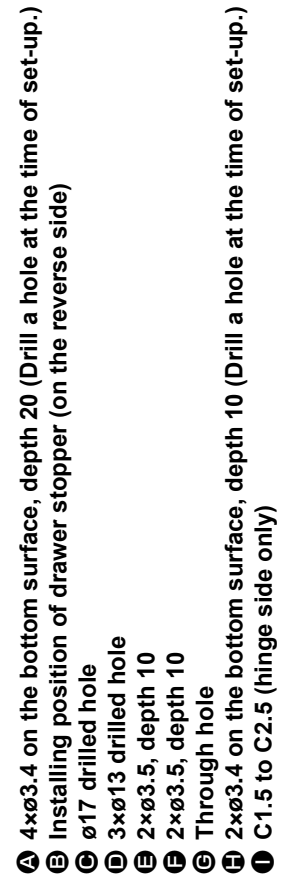 A 4×ø3.4 on the bottom surface, depth 20 (Drill a hole at the time of set-up.)
B Installing position of drawer stopper (on the reverse side)
C ø17 drilled hole
D 3×ø13 drilled hole
E 2×ø3.5, depth 10
F 2×ø3.5, depth 10
G Through hole
H 2×ø3.4 on the bottom surface, depth 10 (Drill a hole at the time of set-up.)
I C1.5 to C2.5 (hinge side only)